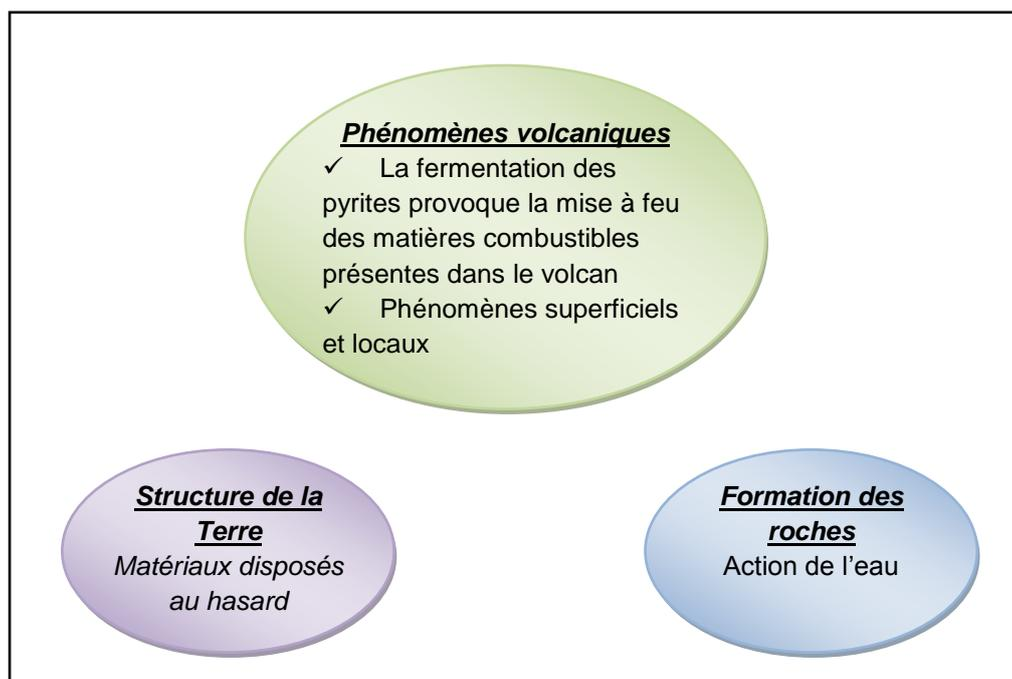 Phénomènes volcaniques
✓ La fermentation des
pyrites provoque la mise à feu
des matières combustibles
présentes dans le volcan
✓ Phénomènes superficiels
et locaux
Structure de la
Terre
Matériaux disposés
au hasard
Formation des
roches
Action de l’eau